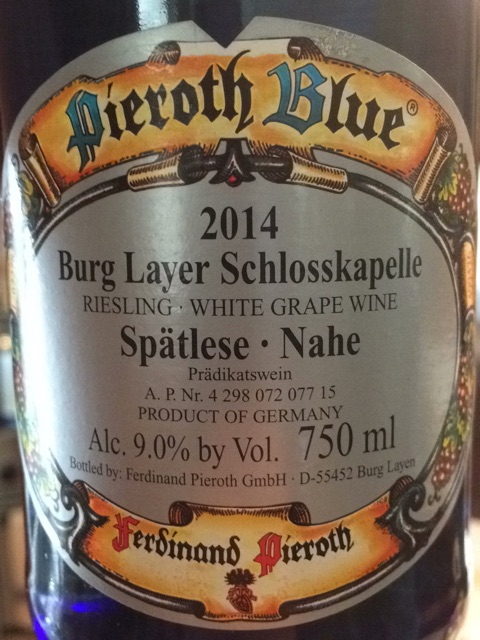 Pieroth Blue®
2014
Burg Layer Schlosskapelle
RIESLING · WHITE GRAPE WINE
Spätlese · Nahe
Prädikatswein
A. P. Nr. 4 298 072 077 15
PRODUCT OF GERMANY
Alc. 9.0% by Vol. 750 ml
Bottled by: Ferdinand Pieroth GmbH · D-55452 Burg Layen
Ferdinand Pieroth